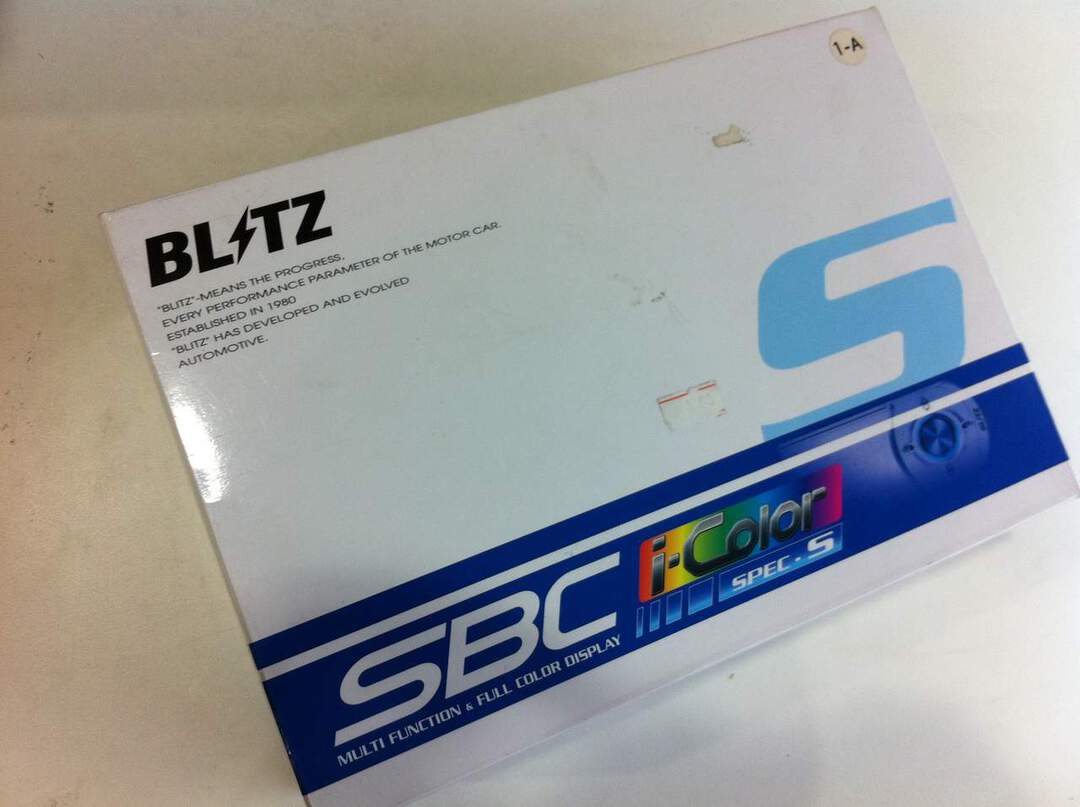 1-A
BLITZ
"BLITZ"-MEANS THE PROGRESS,
EVERY PERFORMANCE PARAMETER OF THE MOTOR CAR.
ESTABLISHED IN 1980
"BLITZ" HAS DEVELOPED AND EVOLVED
AUTOMOTIVE.
S
SBC i-Color
SPEC・S
MULTI FUNCTION & FULL COLOR DISPLAY